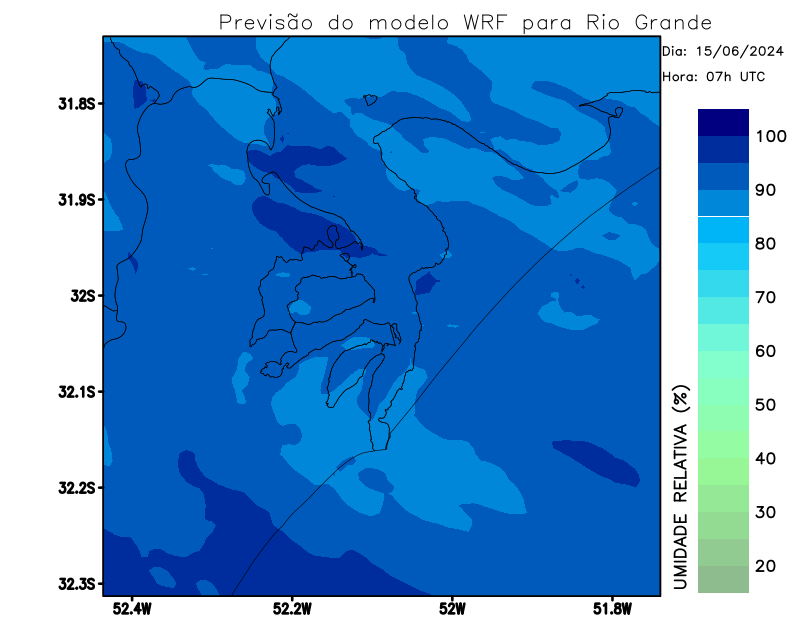 Previsão do modelo WRF para Rio Grande
Dia: 15/06/2024
Hora: 07h UTC
31.8S
31.9S
32S
32.1S
32.2S
32.3S
52.4W
52.2W
52W
51.8W
100
90
80
70
60
50
40
30
20
UMIDADE RELATIVA (%)